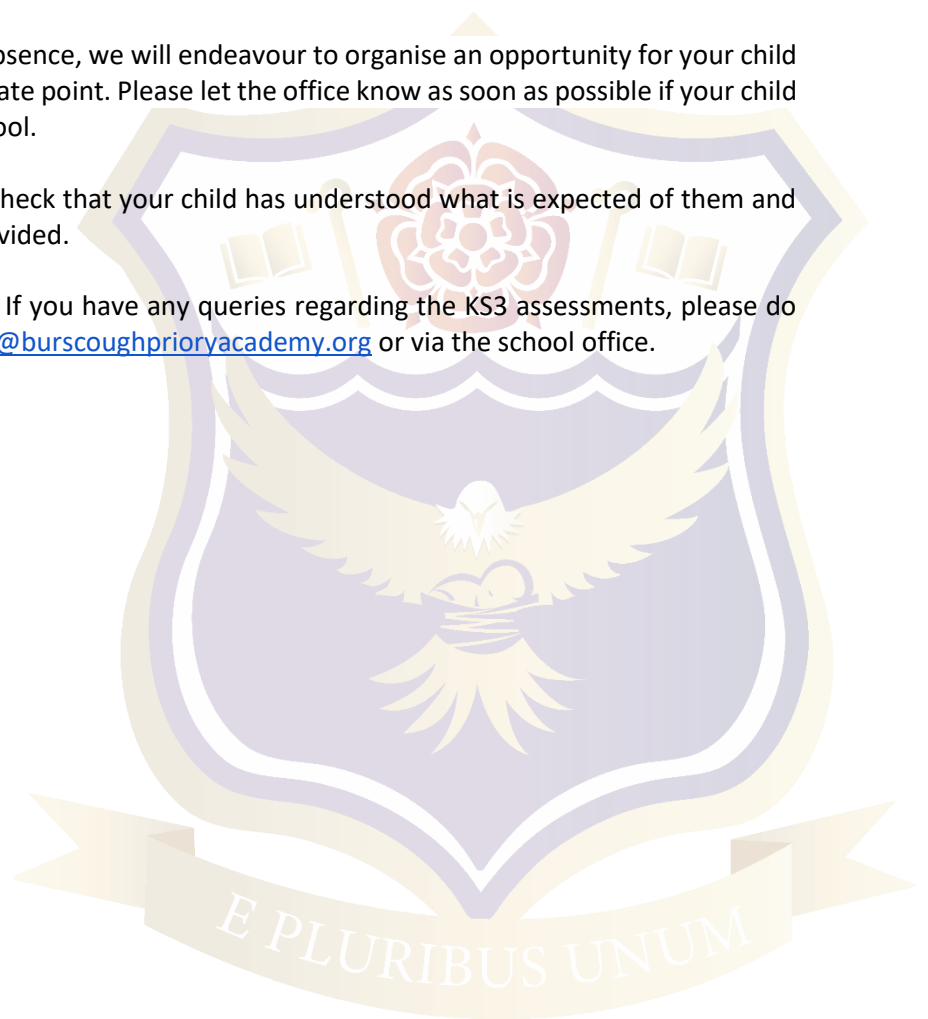 bsence, we will endeavour to organise an opportunity for your child
ate point. Please let the office know as soon as possible if your child
ool.
heck that your child has understood what is expected of them and
vided.
If you have any queries regarding the KS3 assessments, please do
@burscoughprioryacademy.org or via the school office.
E PLURIBUS UNUM